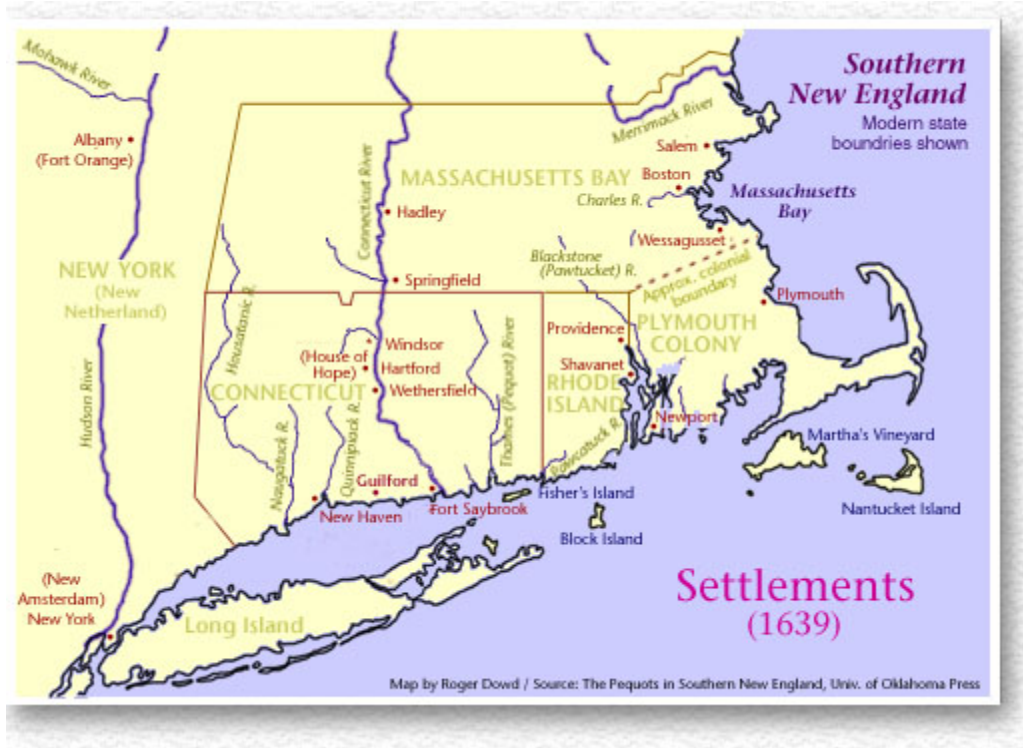 Southern
New England
Modern state
boundries shown
Mohawk River
Albany
(Fort Orange)
Merrimack River
Salem
Boston
MASSACHUSETTS BAY
Charles R.
Massachusetts
Bay
Connecticut River
Hadley
Wessagusset
Blackstone
(Pawtucket) R.
NEW YORK
(New
Netherland)
Springfield
Approx. colonial
boundary
Plymouth
Housatanic R.
PLYMOUTH
COLONY
Providence
Windsor
(House of
Hope)
Hartford
Wethersfield
CONNECTICUT
Shavanet
RHODE
ISLAND
Thames (Pequot) River
Hudson River
Newport
Naugatuck R.
Quinnipiack R.
Pawcatuck R.
Martha's Vineyard
Guilford
Fisher's Island
Nantucket Island
New Haven
Fort Saybrook
Block Island
(New
Amsterdam)
New York
Long Island
Settlements
(1639)
Map by Roger Dowd / Source: The Pequots in Southern New England, Univ. of Oklahoma Press